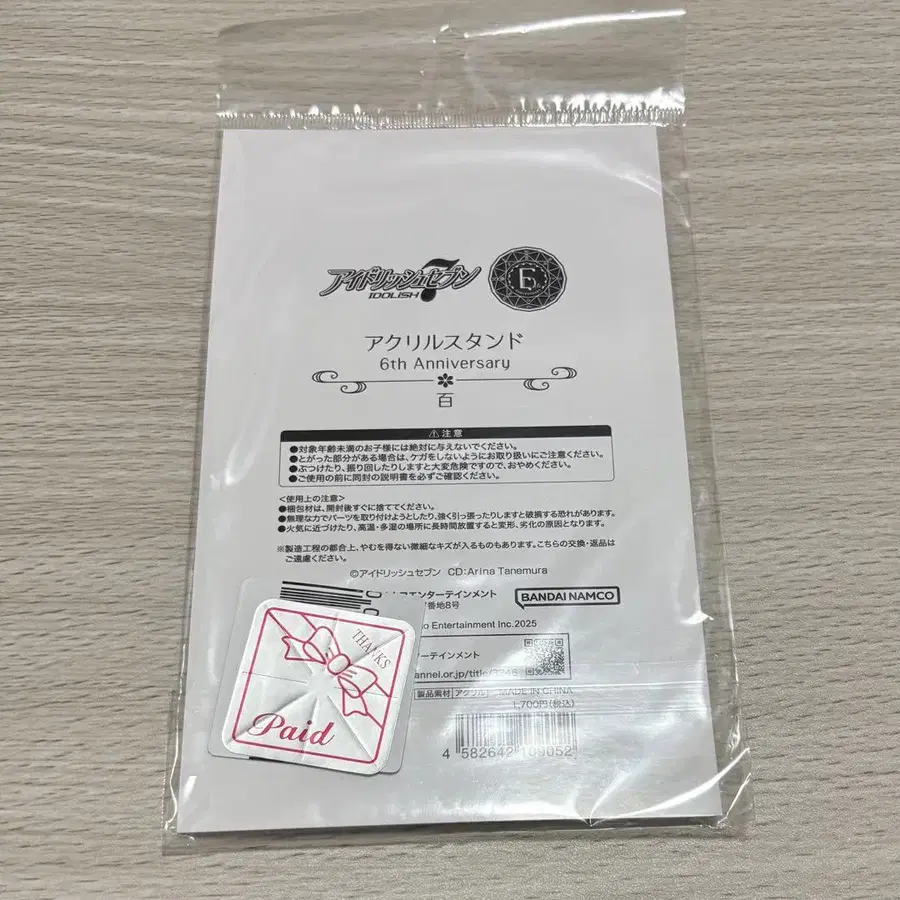 アイドリッシュセブン
IDOLiSH7
E
アクリルスタンド
6th Anniversary
百
⚠注意
●対象年齢未満のお子様には絶対に与えないでください。
●とがった部分がある場合は、ケガをしないようにお取り扱いにご注意ください。
●ぶつけたり、振り回したりしますと大変危険ですので、おやめください。
●ご使用の前に同封の説明書を必ずご確認ください。
<使用上の注意>
●梱包材は、開封後すぐに捨ててください。
●無理な力でパーツを取り付けようとしたり、強く引っ張ったりしますと破損する恐れがあります。
●火気に近づけたり、高温・多湿の場所に長時間放置すると変形、劣化の原因となります。
※製造工程の都合上、やむを得ない微細なキズが入るものもあります。こちらの交換・返品は
ご遠慮ください。
©アイドリッシュセブン CD:Arina Tanemura
エンターテインメント
番地8号
BANDAI NAMCO
Entertainment Inc.2025
ーテインメント
annel.or.jp/title/3246
製品素材 アクリル MADE IN CHINA
1,700円(税込)
4 582642 109052
THANKS
Paid